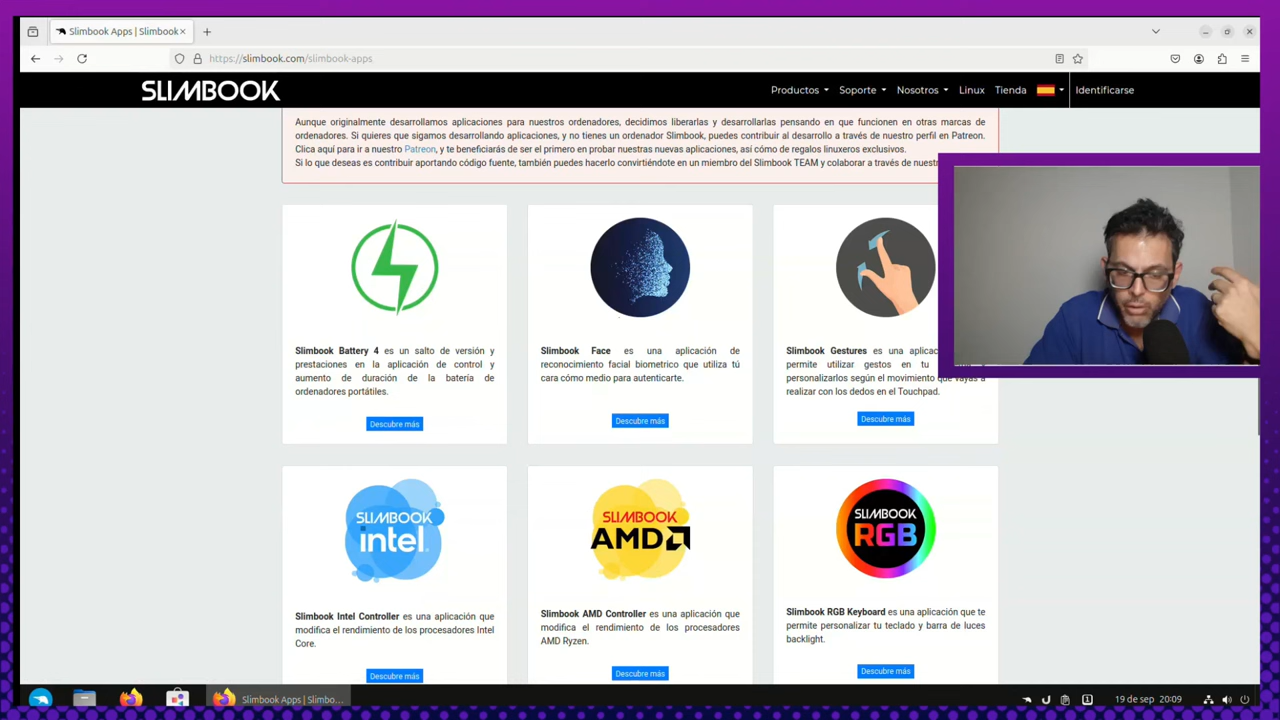 Slimbook Apps | Slimbook
https://slimbook.com/slimbook-apps
SLIMBOOK
Productos
Soporte
Nosotros
Linux
Tienda
Identificarse
Aunque originalmente desarrollamos aplicaciones para nuestros ordenadores, decidimos liberarlas y desarrollarlas pensando en que funcionen en otras marcas de
ordenadores. Si quieres que sigamos desarrollando aplicaciones, y no tienes un ordenador Slimbook, puedes contribuir al desarrollo a través de nuestro perfil en Patreon.
Clica aquí para ir a nuestro Patreon, y te beneficiarás de ser el primero en probar nuestras nuevas aplicaciones, así cómo de regalos linuxeros exclusivos.
Si lo que deseas es contribuir aportando código fuente, también puedes hacerlo convirtiéndote en un miembro del Slimbook TEAM y colaborar a través de nuestro
Slimbook Battery 4 es un salto de versión y
prestaciones en la aplicación de control y
aumento de duración de la batería de
ordenadores portátiles.
Descubre más
Slimbook Face es una aplicación de
reconocimiento facial biometrico que utiliza tú
cara cómo medio para autenticarte.
Descubre más
Slimbook Gestures es una
permite utilizar gestos en tu
personalizarlos según el movimiento que vayas a
realizar con los dedos en el Touchpad.
Descubre más
SLIMBOOK
intel
Slimbook Intel Controller es una aplicación que
modifica el rendimiento de los procesadores Intel
Core.
Descubre más
SLIMBOOK
AMD
Slimbook AMD Controller es una aplicación que
modifica el rendimiento de los procesadores
AMD Ryzen.
Descubre más
SLIMBOOK
RGB
Slimbook RGB Keyboard es una aplicación que te
permite personalizar tu teclado y barra de luces
backlight.
Descubre más
Slimbook Apps | Slimbo...
19 de sep 20:09